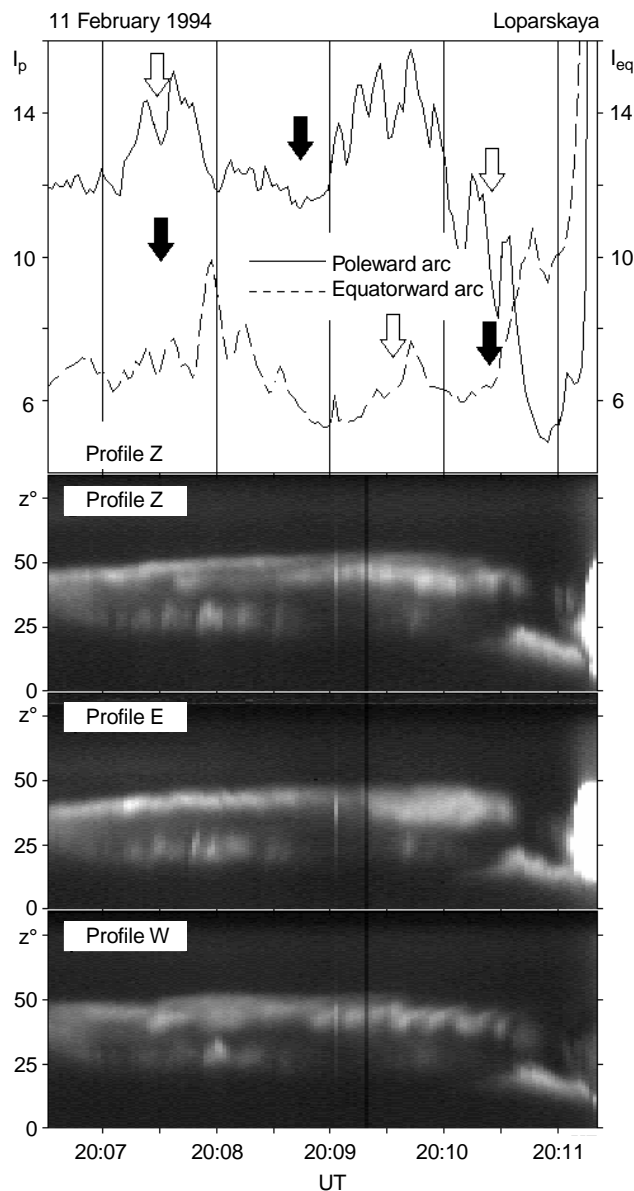 11 February 1994 Loparskaya
I_p I_eq
14 14
10 10
Poleward arc
Equatorward arc
6 6
Profile Z
z° Profile Z
50
25
0
z° Profile E
50
25
0
z° Profile W
50
25
0
20:07 20:08 20:09 20:10 20:11
UT